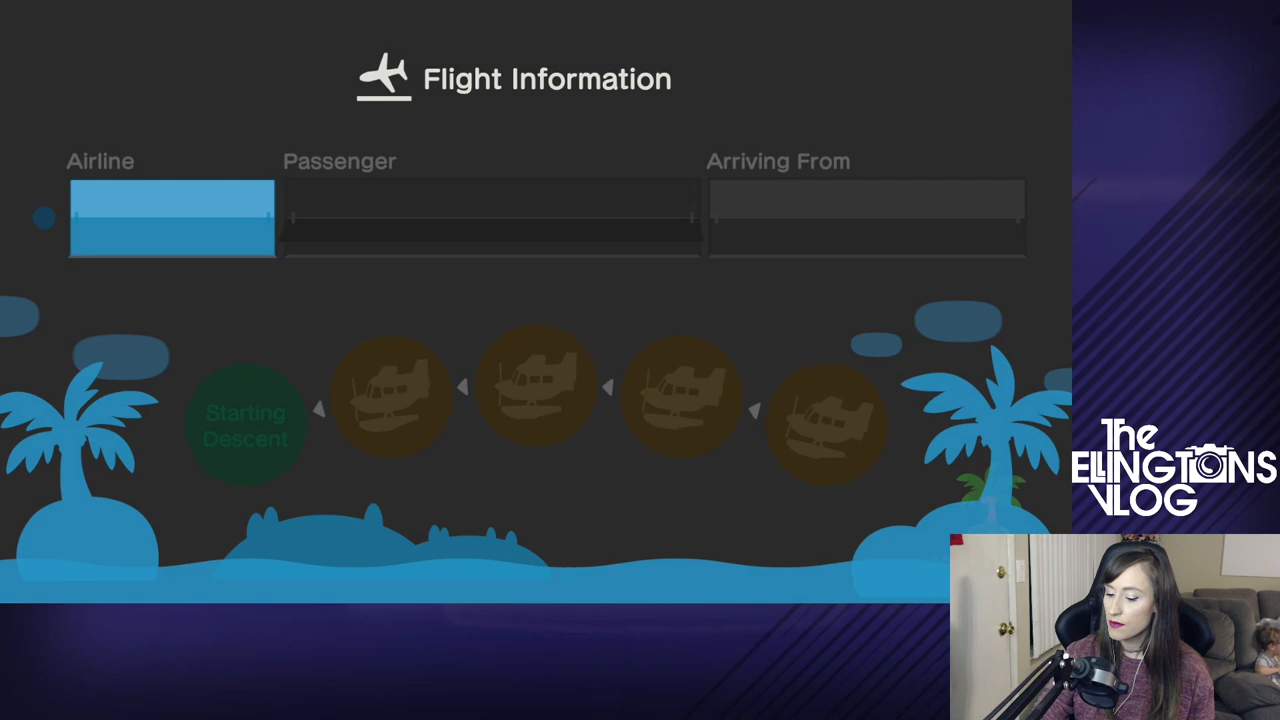 Flight Information
Airline
Passenger
Arriving From
Starting
Descent
The
ELLINGTONS
VLOG